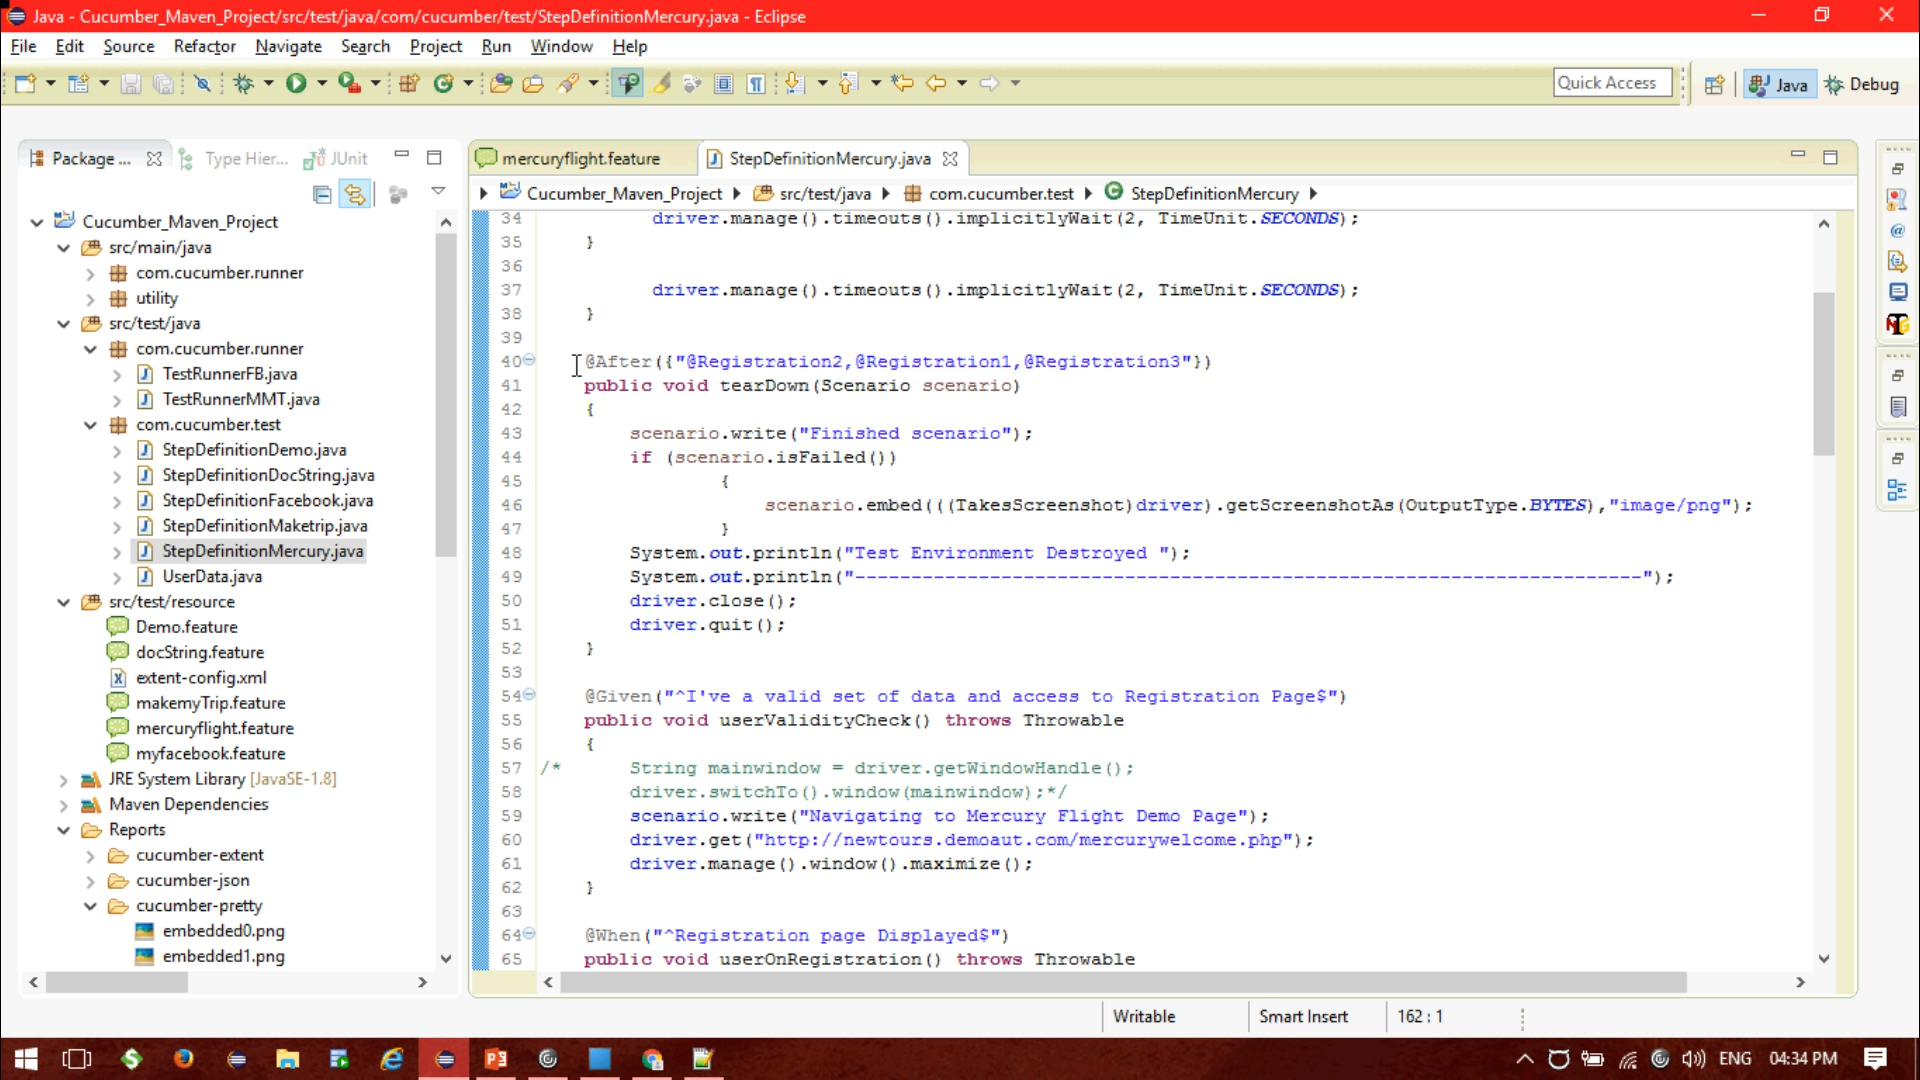 Java - Cucumber_Maven_Project/src/test/java/com/cucumber/test/StepDefinitionMercury.java - Eclipse
File Edit Source Refactor Navigate Search Project Run Window Help
Quick Access
Java
Debug
Package ...
Type Hier...
JUnit
Cucumber_Maven_Project
src/main/java
com.cucumber.runner
utility
src/test/java
com.cucumber.runner
TestRunnerFB.java
TestRunnerMMT.java
com.cucumber.test
StepDefinitionDemo.java
StepDefinitionDocString.java
StepDefinitionFacebook.java
StepDefinitionMaketrip.java
StepDefinitionMercury.java
UserData.java
src/test/resource
Demo.feature
docString.feature
extent-config.xml
makemyTrip.feature
mercuryflight.feature
myfacebook.feature
JRE System Library [JavaSE-1.8]
Maven Dependencies
Reports
cucumber-extent
cucumber-json
cucumber-pretty
embedded0.png
embedded1.png
mercuryflight.feature
StepDefinitionMercury.java
Cucumber_Maven_Project src/test/java com.cucumber.test StepDefinitionMercury
34 driver.manage().timeouts().implicitlyWait(2, TimeUnit.SECONDS);
35 }
36
37 driver.manage().timeouts().implicitlyWait(2, TimeUnit.SECONDS);
38 }
39
40 @After({"@Registration2,@Registration1,@Registration3"})
41 public void tearDown(Scenario scenario)
42 {
43 scenario.write("Finished scenario");
44 if (scenario.isFailed())
45 {
46 scenario.embed(((TakesScreenshot)driver).getScreenshotAs(OutputType.BYTES),"image/png");
47 }
48 System.out.println("Test Environment Destroyed ");
49 System.out.println("----------------------------------------------------------------------");
50 driver.close();
51 driver.quit();
52 }
53
54 @Given("^I've a valid set of data and access to Registration Page$")
55 public void userValidityCheck() throws Throwable
56 {
57 /* String mainwindow = driver.getWindowHandle();
58 driver.switchTo().window(mainwindow);*/
59 scenario.write("Navigating to Mercury Flight Demo Page");
60 driver.get("http://newtours.demoaut.com/mercurywelcome.php");
61 driver.manage().window().maximize();
62 }
63
64 @When("^Registration page Displayed$")
65 public void userOnRegistration() throws Throwable
Writable
Smart Insert
162 : 1
ENG
04:34 PM